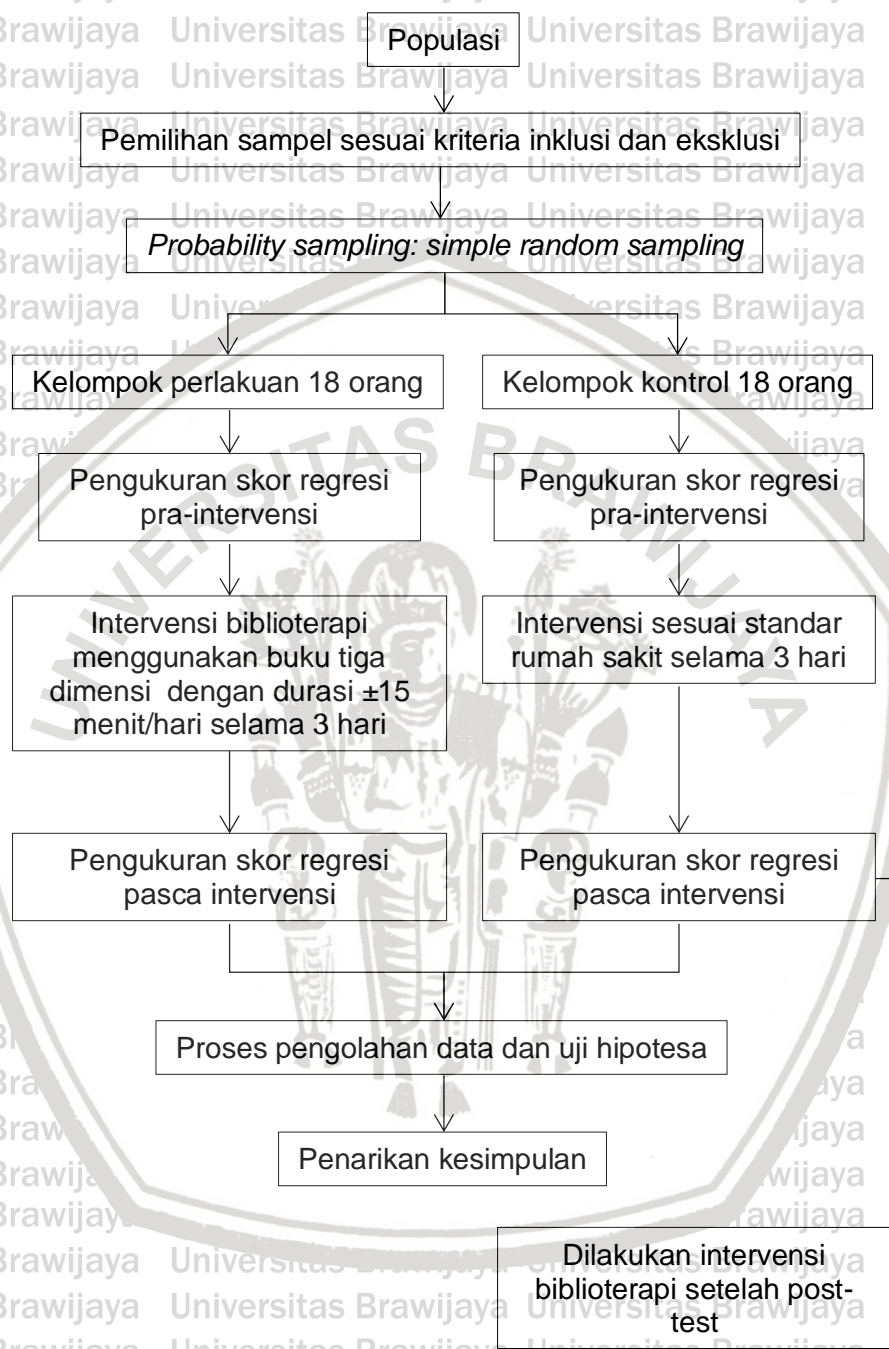 Populasi
Pemilihan sampel sesuai kriteria inklusi dan eksklusi
Probability sampling: simple random sampling
Kelompok perlakuan 18 orang
Kelompok kontrol 18 orang
Pengukuran skor regresi
pra-intervensi
Pengukuran skor regresi
pra-intervensi
Intervensi biblioterapi
menggunakan buku tiga
dimensi dengan durasi ±15
menit/hari selama 3 hari
Intervensi sesuai standar
rumah sakit selama 3 hari
Pengukuran skor regresi
pasca intervensi
Pengukuran skor regresi
pasca intervensi
Proses pengolahan data dan uji hipotesa
Penarikan kesimpulan
Dilakukan intervensi
biblioterapi setelah post-
test
UNIVERSITAS BRAWIJAYA